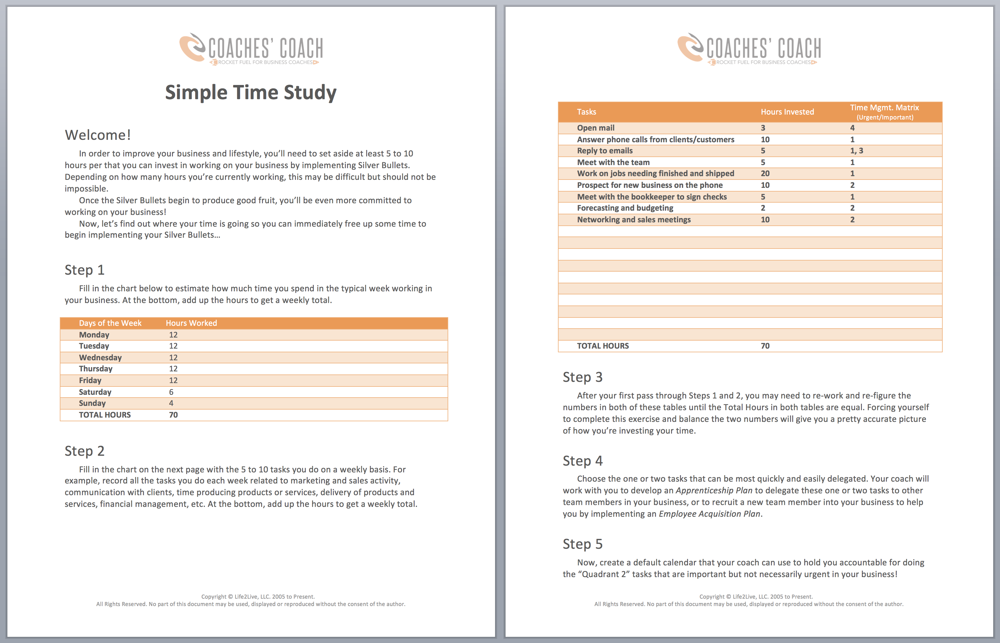 COACHES' COACH
ROCKET FUEL FOR BUSINESS COACHES
Simple Time Study
Welcome!
In order to improve your business and lifestyle, you’ll need to set aside at least 5 to 10
hours per that you can invest in working on your business by implementing Silver Bullets.
Depending on how many hours you’re currently working, this may be difficult but should not be
impossible.
Once the Silver Bullets begin to produce good fruit, you’ll be even more committed to
working on your business!
Now, let’s find out where your time is going so you can immediately free up some time to
begin implementing your Silver Bullets…
Step 1
Fill in the chart below to estimate how much time you spend in the typical week working in
your business. At the bottom, add up the hours to get a weekly total.
Days of the Week Hours Worked
Monday 12
Tuesday 12
Wednesday 12
Thursday 12
Friday 12
Saturday 6
Sunday 4
TOTAL HOURS 70
Step 2
Fill in the chart on the next page with the 5 to 10 tasks you do on a weekly basis. For
example, record all the tasks you do each week related to marketing and sales activity,
communication with clients, time producing products or services, delivery of products and
services, financial management, etc. At the bottom, add up the hours to get a weekly total.
Copyright © Life2Live, LLC. 2005 to Present.
All Rights Reserved. No part of this document may be used, displayed or reproduced without the consent of the author.
COACHES' COACH
ROCKET FUEL FOR BUSINESS COACHES
Tasks Hours Invested Time Mgmt. Matrix
(Urgent/Important)
Open mail 3 4
Answer phone calls from clients/customers 10 1
Reply to emails 5 1, 3
Meet with the team 5 1
Work on jobs needing finished and shipped 20 1
Prospect for new business on the phone 10 2
Meet with the bookkeeper to sign checks 5 1
Forecasting and budgeting 2 2
Networking and sales meetings 10 2
TOTAL HOURS 70
Step 3
After your first pass through Steps 1 and 2, you may need to re-work and re-figure the
numbers in both of these tables until the Total Hours in both tables are equal. Forcing yourself
to complete this exercise and balance the two numbers will give you a pretty accurate picture
of how you’re investing your time.
Step 4
Choose the one or two tasks that can be most quickly and easily delegated. Your coach will
work with you to develop an Apprenticeship Plan to delegate these one or two tasks to other
team members in your business, or to recruit a new team member into your business to help
you by implementing an Employee Acquisition Plan.
Step 5
Now, create a default calendar that your coach can use to hold you accountable for doing
the “Quadrant 2” tasks that are important but not necessarily urgent in your business!
Copyright © Life2Live, LLC. 2005 to Present.
All Rights Reserved. No part of this document may be used, displayed or reproduced without the consent of the author.